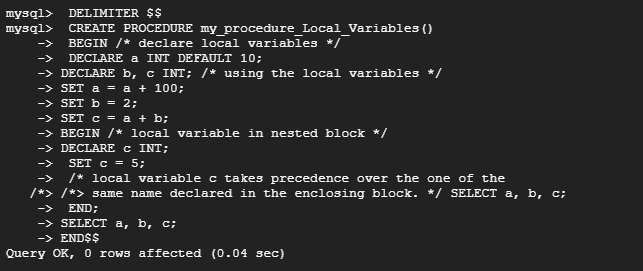 mysql>  DELIMITER $$
mysql>  CREATE PROCEDURE my_procedure_Local_Variables()
    ->  BEGIN /* declare local variables */
    ->  DECLARE a INT DEFAULT 10;
    -> DECLARE b, c INT; /* using the local variables */
    -> SET a = a + 100;
    -> SET b = 2;
    -> SET c = a + b;
    -> BEGIN /* local variable in nested block */
    -> DECLARE c INT;
    ->  SET c = 5;
    ->  /* local variable c takes precedence over the one of the
   /*> /*> same name declared in the enclosing block. */ SELECT a, b, c;
    ->  END;
    -> SELECT a, b, c;
    -> END$$
Query OK, 0 rows affected (0.04 sec)